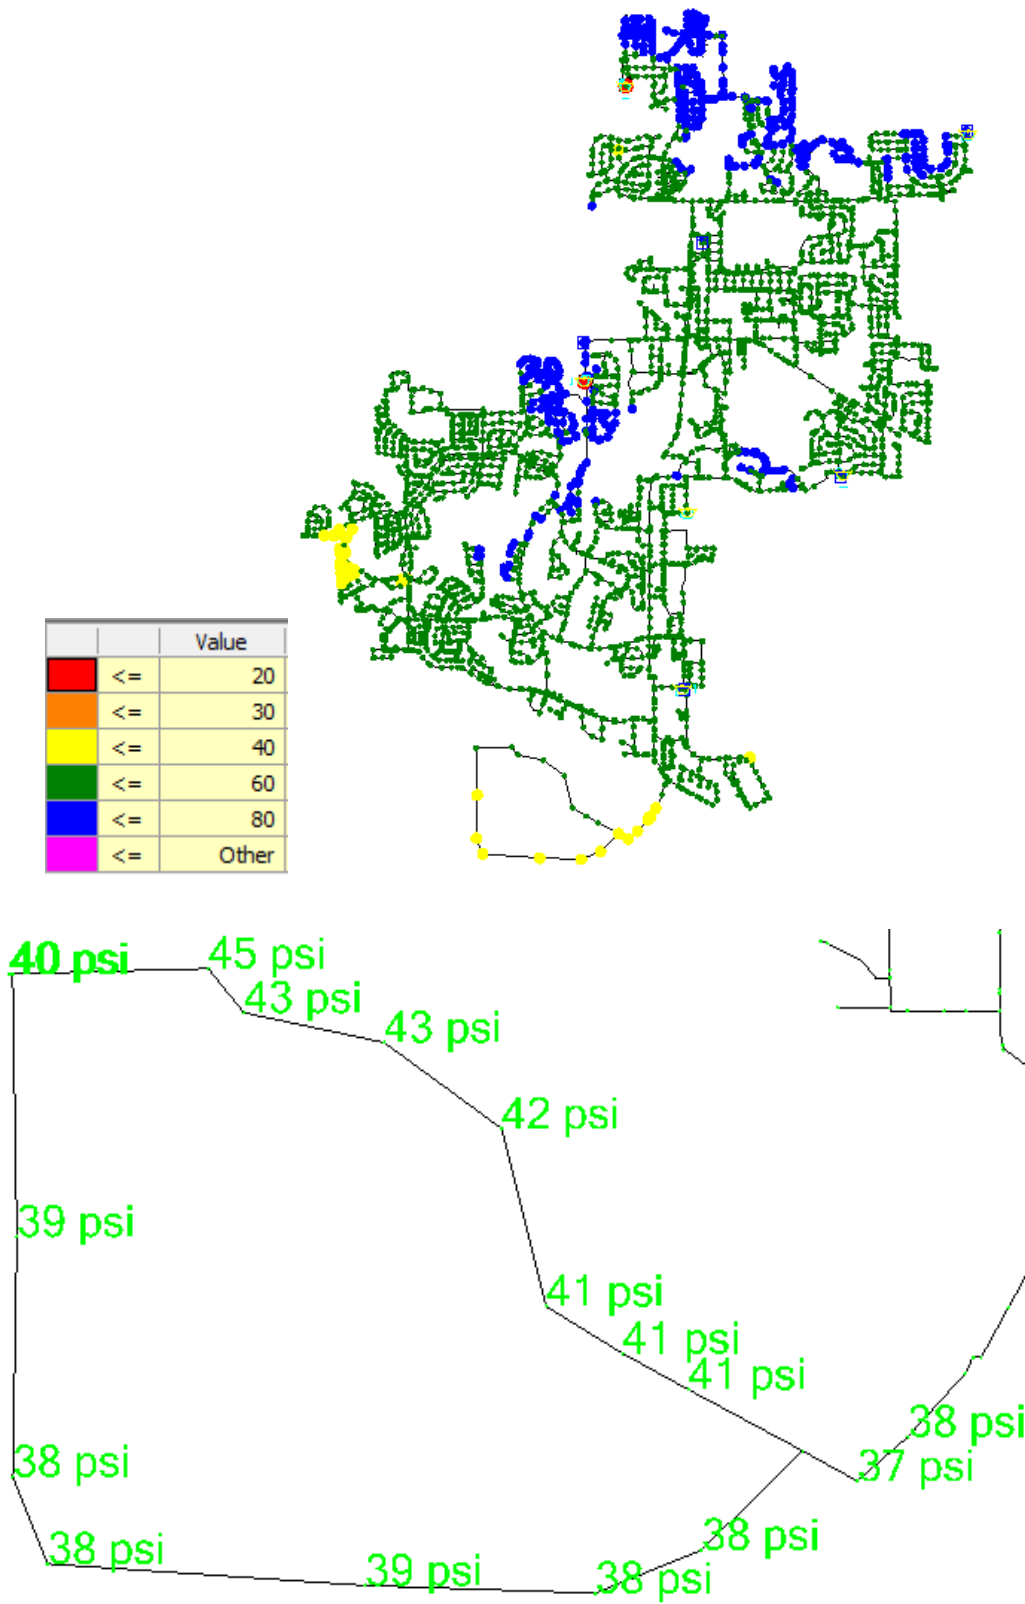 Value
<= 20
<= 30
<= 40
<= 60
<= 80
<= Other
40 psi
45 psi
43 psi
43 psi
42 psi
39 psi
41 psi
41 psi
41 psi
38 psi
37 psi
38 psi
38 psi
38 psi
39 psi
38 psi